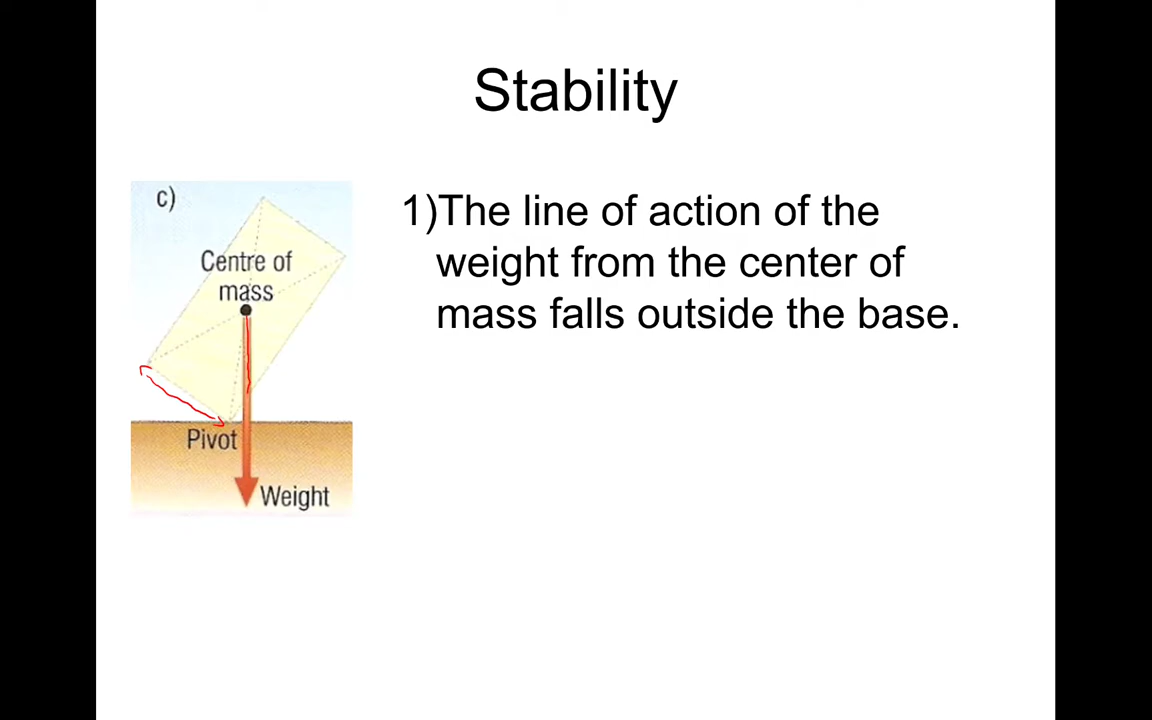 Stability
c)
Centre of
mass
Pivot
Weight
1)The line of action of the
weight from the center of
mass falls outside the base.